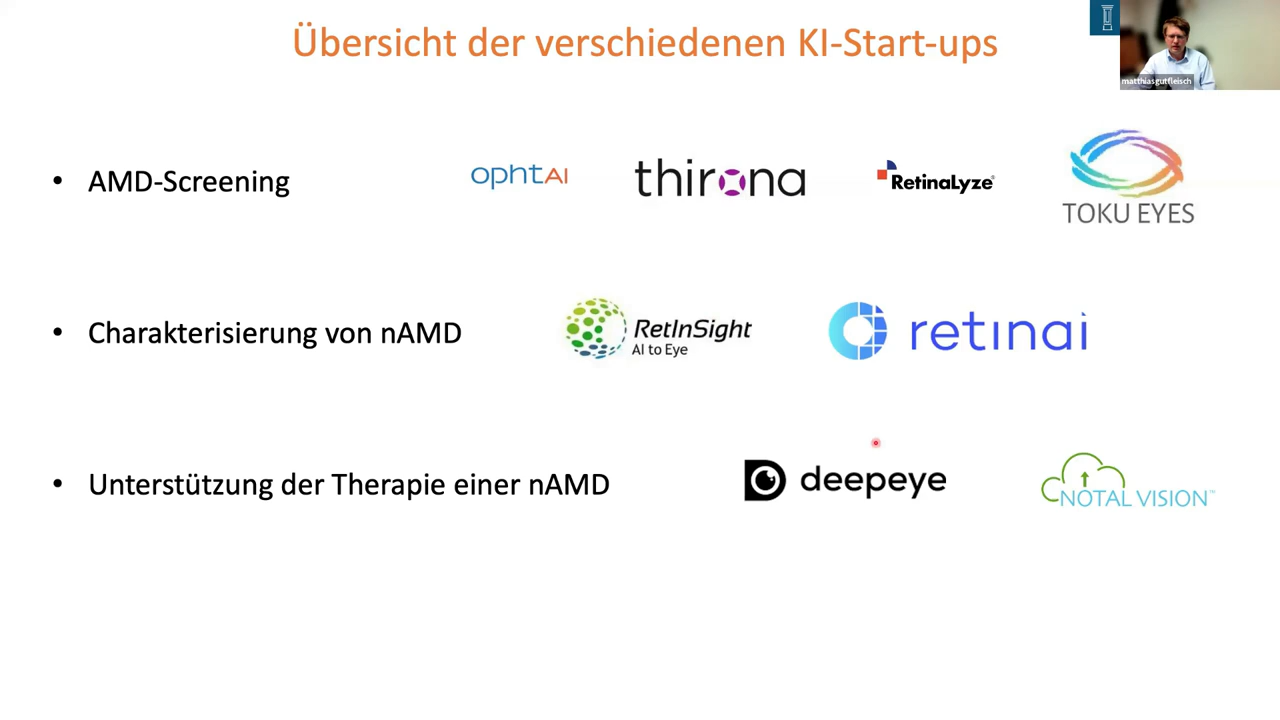 Übersicht der verschiedenen KI-Start-ups
matthiasgutfleisch
• AMD-Screening
ophtAI
thirona
RetinaLyze®
TOKU EYES
• Charakterisierung von nAMD
RetInSight
AI to Eye
retinai
• Unterstützung der Therapie einer nAMD
deepeye
NOTAL VISION™